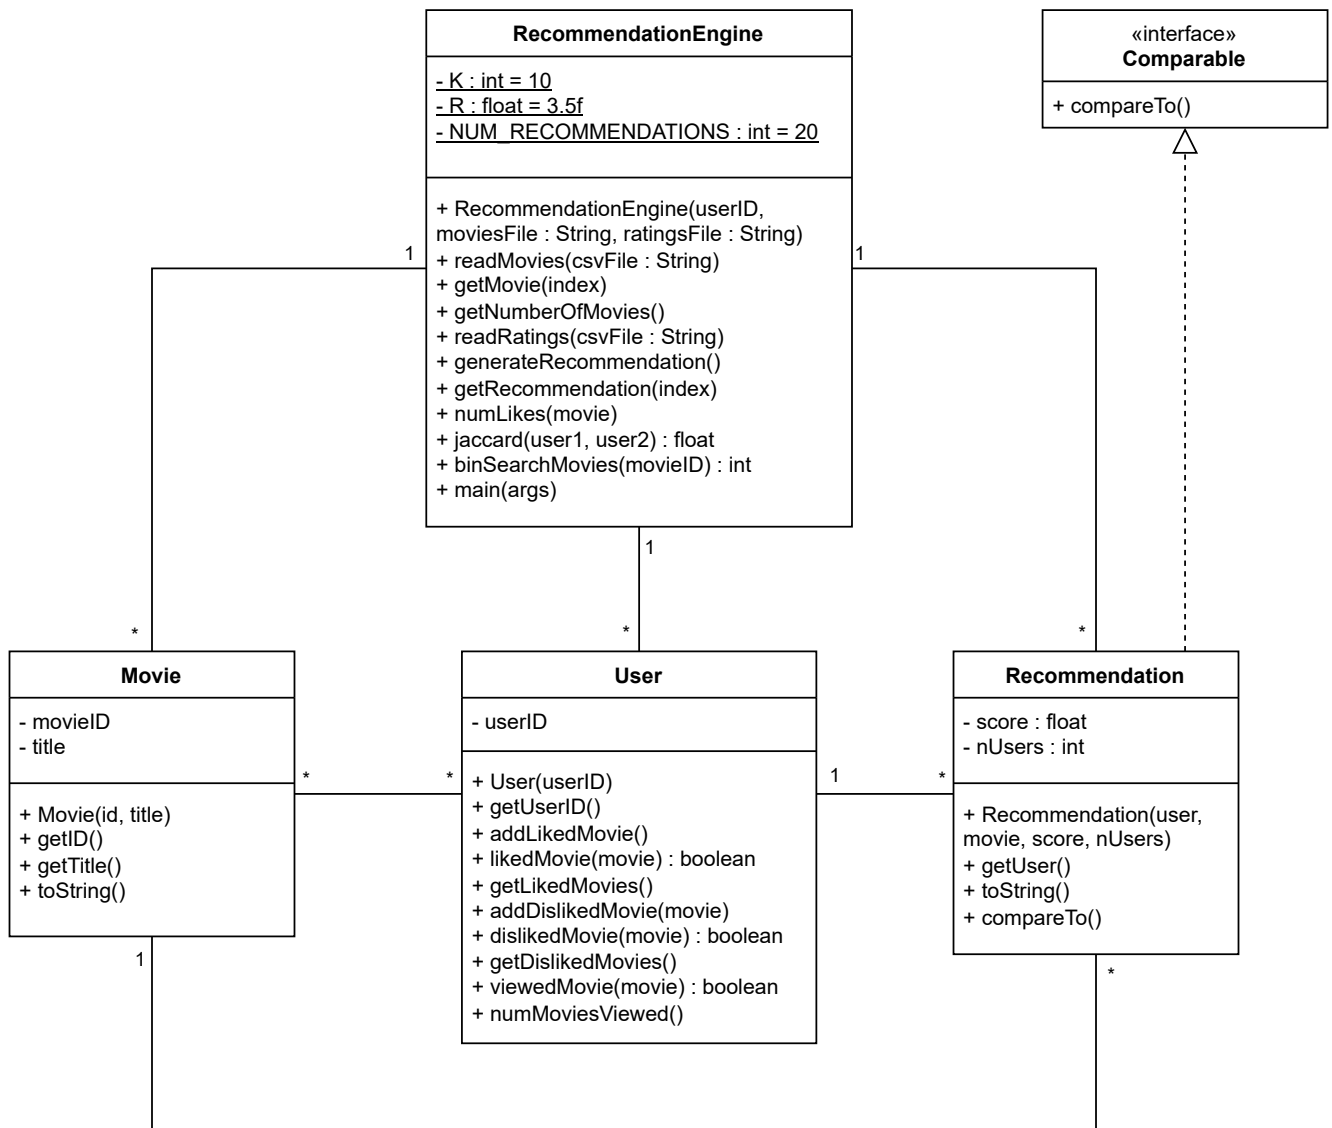 RecommendationEngine
- K : int = 10
- R : float = 3.5f
- NUM_RECOMMENDATIONS : int = 20
+ RecommendationEngine(userID,
moviesFile : String, ratingsFile : String)
+ readMovies(csvFile : String)
+ getMovie(index)
+ getNumberOfMovies()
+ readRatings(csvFile : String)
+ generateRecommendation()
+ getRecommendation(index)
+ numLikes(movie)
+ jaccard(user1, user2) : float
+ binSearchMovies(movieID) : int
+ main(args)
«interface»
Comparable
+ compareTo()
1
1
1
*
*
*
Movie
- movieID
- title
+ Movie(id, title)
+ getID()
+ getTitle()
+ toString()
*
*
User
- userID
+ User(userID)
+ getUserID()
+ addLikedMovie()
+ likedMovie(movie) : boolean
+ getLikedMovies()
+ addDislikedMovie(movie)
+ dislikedMovie(movie) : boolean
+ getDislikedMovies()
+ viewedMovie(movie) : boolean
+ numMoviesViewed()
1
*
Recommendation
- score : float
- nUsers : int
+ Recommendation(user,
movie, score, nUsers)
+ getUser()
+ toString()
+ compareTo()
1
*